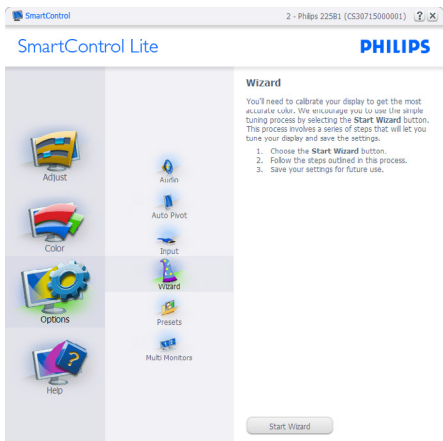 SmartControl
2 - Philips 225B1 (CS30715000001)
? x
SmartControl Lite
PHILIPS
Adjust
Color
Options
Help
Audio
Auto Pivot
Input
Wizard
Presets
Multi Monitors
Wizard
You'll need to calibrate your display to get the most
accurate color. We encourage you to use the simple
tuning process by selecting the Start Wizard button.
This process involves a series of steps that will let you
tune your display and save the settings.
1. Choose the Start Wizard button.
2. Follow the steps outlined in this process.
3. Save your settings for future use.
Start Wizard